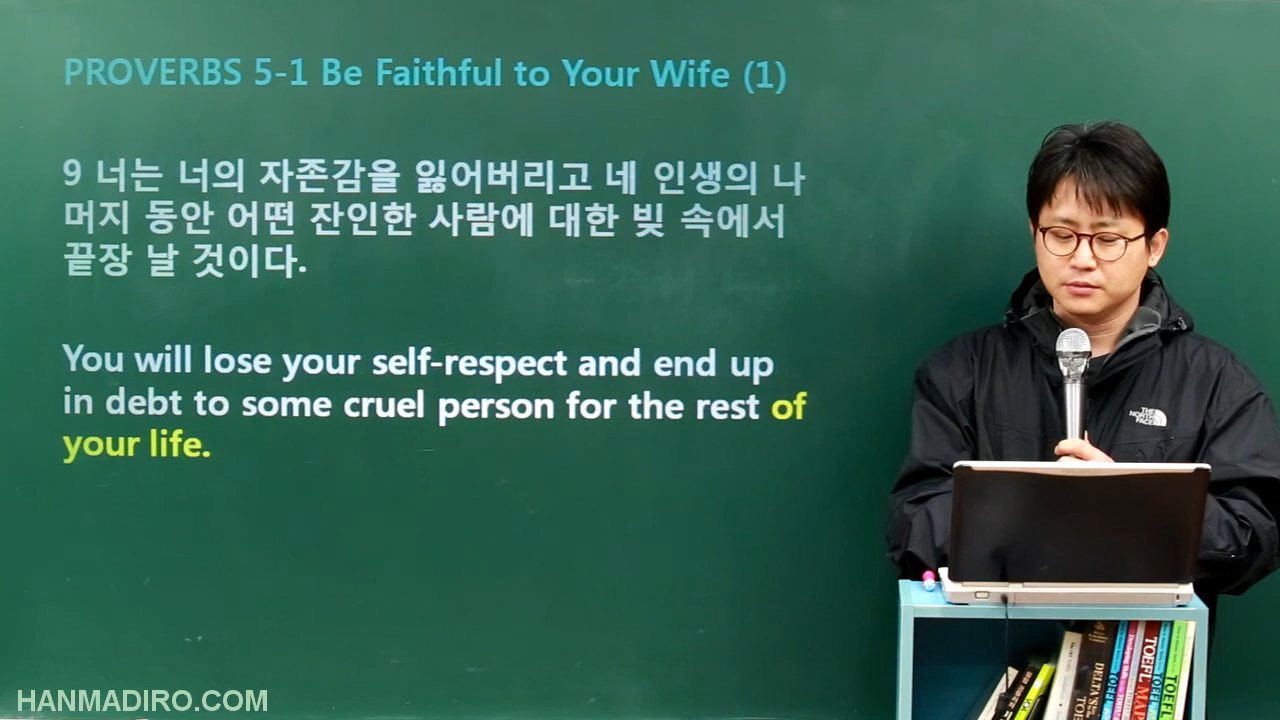 PROVERBS 5-1 Be Faithful to Your Wife (1)
9 너는 너의 자존감을 잃어버리고 네 인생의 나
머지 동안 어떤 잔인한 사람에 대한 빚 속에서
끝장 날 것이다.
You will lose your self-respect and end up
in debt to some cruel person for the rest of
your life.
THE
NORTH
FACE
DELTA'S
TOEFL MAP
TOEFL
HANMADIRO.COM